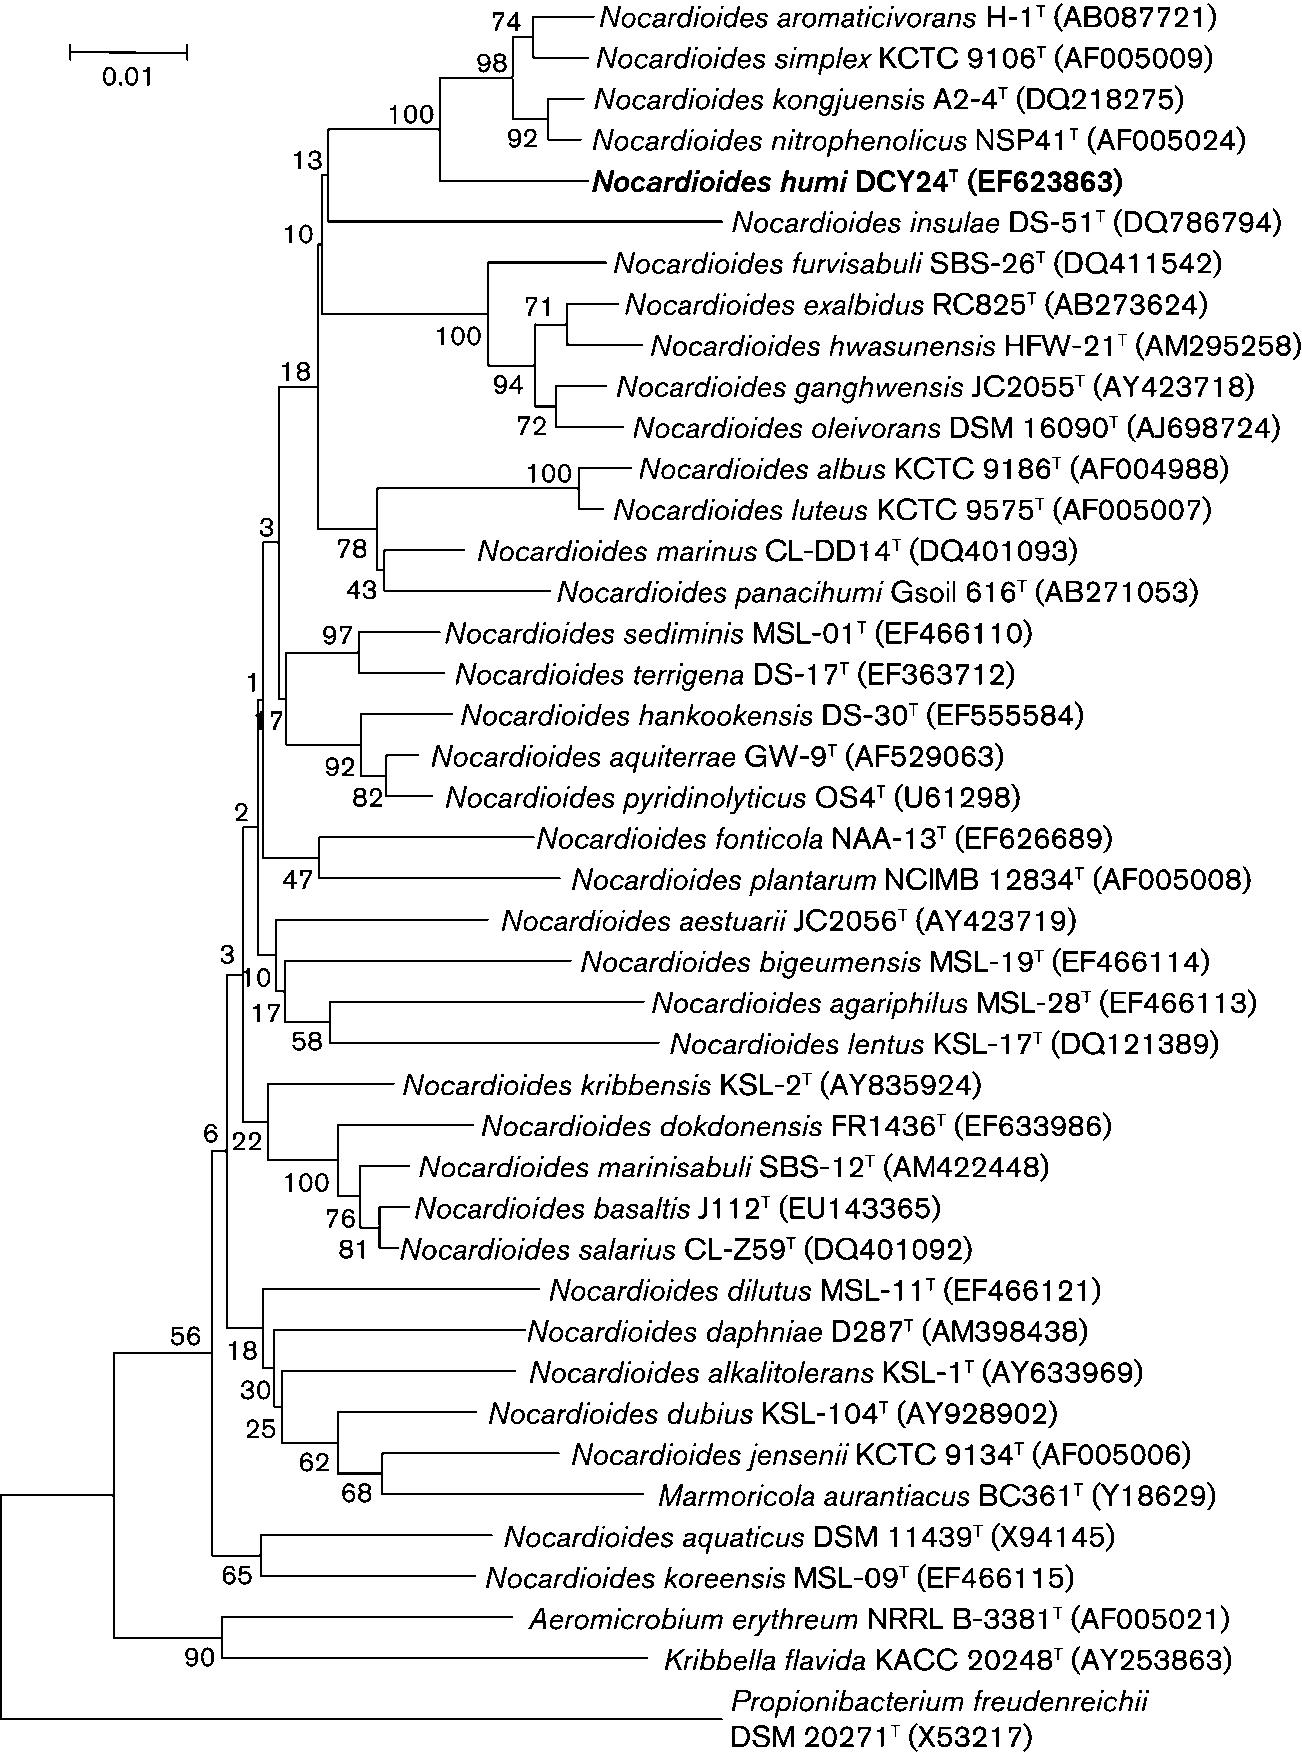 74
Nocardioides aromaticivorans H-1ᵀ (AB087721)
0.01
98
Nocardioides simplex KCTC 9106ᵀ (AF005009)
Nocardioides kongjuensis A2-4ᵀ (DQ218275)
100
92
Nocardioides nitrophenolicus NSP41ᵀ (AF005024)
13
Nocardioides humi DCY24ᵀ (EF623863)
Nocardioides insulae DS-51ᵀ (DQ786794)
10
Nocardioides furvisabuli SBS-26ᵀ (DQ411542)
71
Nocardioides exalbidus RC825ᵀ (AB273624)
100
Nocardioides hwasunensis HFW-21ᵀ (AM295258)
18
94
Nocardioides ganghwensis JC2055ᵀ (AY423718)
72
Nocardioides oleivorans DSM 16090ᵀ (AJ698724)
100
Nocardioides albus KCTC 9186ᵀ (AF004988)
Nocardioides luteus KCTC 9575ᵀ (AF005007)
3
78
Nocardioides marinus CL-DD14ᵀ (DQ401093)
43
Nocardioides panacihumi Gsoil 616ᵀ (AB271053)
97
Nocardioides sediminis MSL-01ᵀ (EF466110)
Nocardioides terrigena DS-17ᵀ (EF363712)
1
17
Nocardioides hankookensis DS-30ᵀ (EF555584)
92
Nocardioides aquiterrae GW-9ᵀ (AF529063)
82
Nocardioides pyridinolyticus OS4ᵀ (U61298)
2
Nocardioides fonticola NAA-13ᵀ (EF626689)
47
Nocardioides plantarum NCIMB 12834ᵀ (AF005008)
Nocardioides aestuarii JC2056ᵀ (AY423719)
3
10
Nocardioides bigeumensis MSL-19ᵀ (EF466114)
17
Nocardioides agariphilus MSL-28ᵀ (EF466113)
58
Nocardioides lentus KSL-17ᵀ (DQ121389)
Nocardioides kribbensis KSL-2ᵀ (AY835924)
6
22
Nocardioides dokdonensis FR1436ᵀ (EF633986)
100
Nocardioides marinisabuli SBS-12ᵀ (AM422448)
76
Nocardioides basaltis J112ᵀ (EU143365)
81
Nocardioides salarius CL-Z59ᵀ (DQ401092)
Nocardioides dilutus MSL-11ᵀ (EF466121)
56
18
Nocardioides daphniae D287ᵀ (AM398438)
30
Nocardioides alkalitolerans KSL-1ᵀ (AY633969)
25
Nocardioides dubius KSL-104ᵀ (AY928902)
62
Nocardioides jensenii KCTC 9134ᵀ (AF005006)
68
Marmoricola aurantiacus BC361ᵀ (Y18629)
Nocardioides aquaticus DSM 11439ᵀ (X94145)
65
Nocardioides koreensis MSL-09ᵀ (EF466115)
Aeromicrobium erythreum NRRL B-3381ᵀ (AF005021)
90
Kribbella flavida KACC 20248ᵀ (AY253863)
Propionibacterium freudenreichii
DSM 20271ᵀ (X53217)